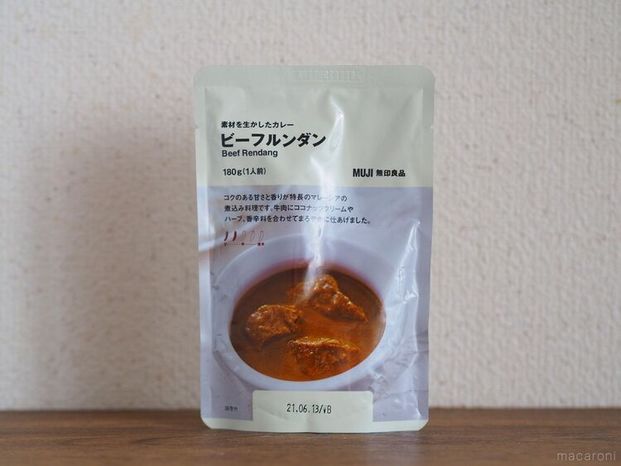 素材を生かしたカレー
ビーフルンダン
Beef Rendang
180g(1人前)
MUJI 無印良品
コクのある甘さと香りが特長のマレーシアの
煮込み料理です。牛肉にココナッツクリームや
ハーブ、香辛料を合わせてまろやかに仕あげました。
21.06.13/
macaroni